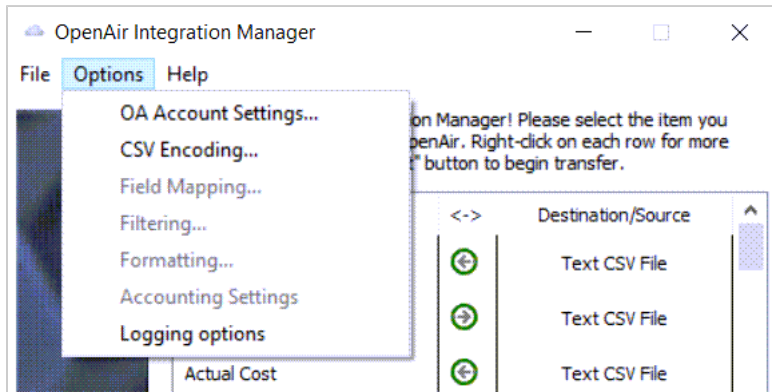 OpenAir Integration Manager
File Options Help
OA Account Settings...
CSV Encoding...
Field Mapping...
Filtering...
Formatting...
Accounting Settings
Logging options
on Manager! Please select the item you
penAir. Right-click on each row for more
" button to begin transfer.
<-> Destination/Source
Text CSV File
Text CSV File
Actual Cost Text CSV File